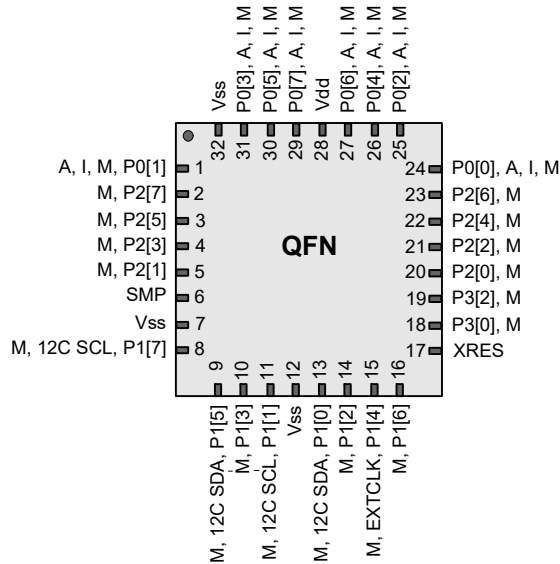 Vss
P0[3], A, I, M
P0[5], A, I, M
P0[7], A, I, M
Vdd
P0[6], A, I, M
P0[4], A, I, M
P0[2], A, I, M
32
31
30
29
28
27
26
25
A, I, M, P0[1]
1
M, P2[7]
2
M, P2[5]
3
M, P2[3]
4
M, P2[1]
5
SMP
6
Vss
7
M, 12C SCL, P1[7]
8
QFN
24
P0[0], A, I, M
23
P2[6], M
22
P2[4], M
21
P2[2], M
20
P2[0], M
19
P3[2], M
18
P3[0], M
17
XRES
9
10
11
12
13
14
15
16
M, 12C SDA, P1[5]
M, P1[3]
M, 12C SCL, P1[1]
Vss
M, 12C SDA, P1[0]
M, P1[2]
M, EXTCLK, P1[4]
M, P1[6]